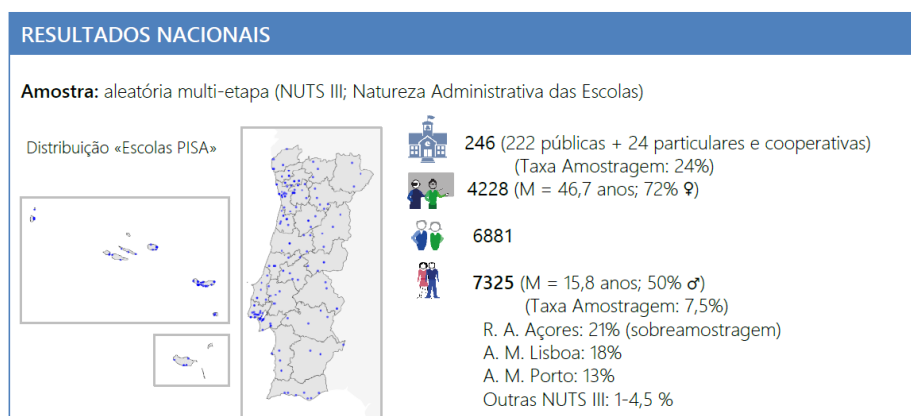 RESULTADOS NACIONAIS
Amostra: aleatória multi-etapa (NUTS III; Natureza Administrativa das Escolas)
Distribuição «Escolas PISA»
246 (222 públicas + 24 particulares e cooperativas)
(Taxa Amostragem: 24%)
4228 (M = 46,7 anos; 72% ♀)
6881
7325 (M = 15,8 anos; 50% ♂)
(Taxa Amostragem: 7,5%)
R. A. Açores: 21% (sobreamostragem)
A. M. Lisboa: 18%
A. M. Porto: 13%
Outras NUTS III: 1-4,5 %